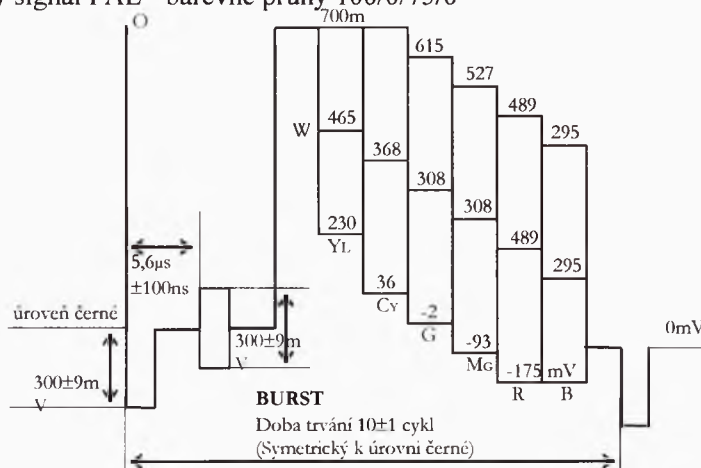 signál PAL - barevné pruhy 100/0/75/0
O
700m
615
527
489
465
W
368
295
308
308
489
230
YL
295
5,6µs
±100ns
36
CY
-2
G
úroveň černé
0mV
300±9m
V
-93
MG
-175 mV
R
B
300±9m
V
BURST
Doba trvání 10±1 cykl
(Symetrický k úrovni černé)